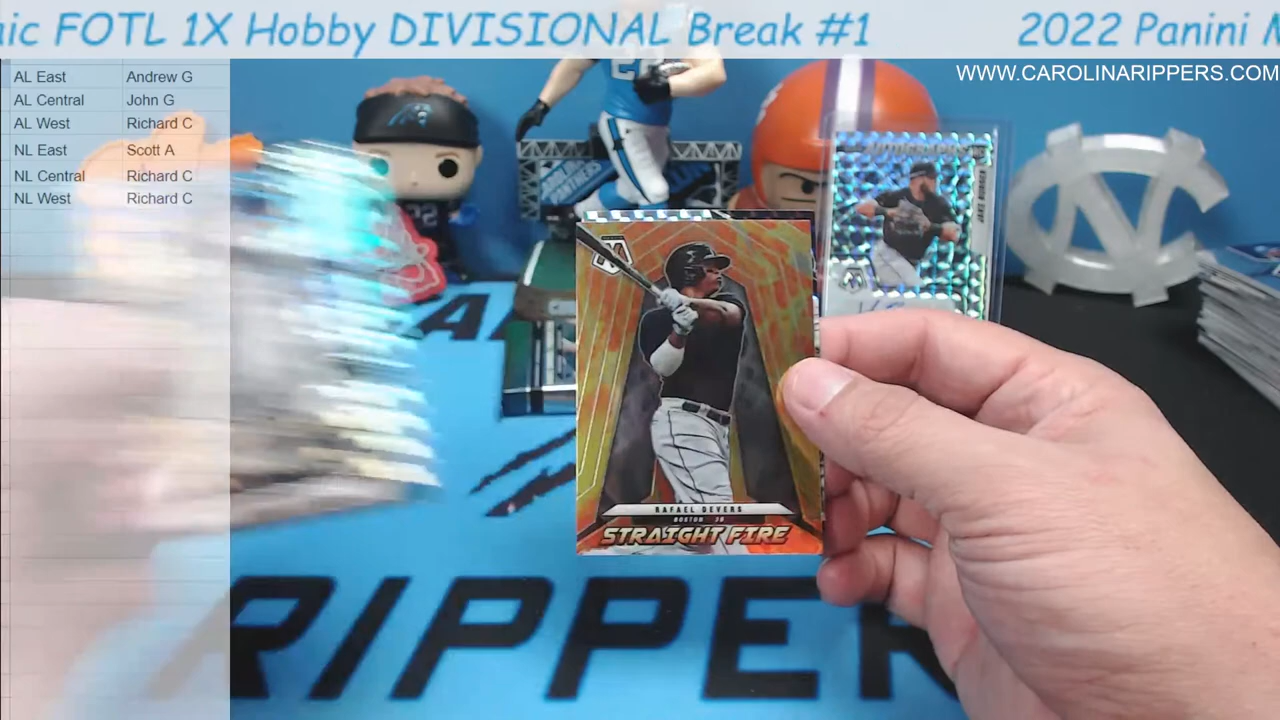 aic FOTL 1X Hobby DIVISIONAL Break #1
2022 Panini M
WWW.CAROLINARIPPERS.COM
AL East Andrew G
AL Central John G
AL West Richard C
NL East Scott A
NL Central Richard C
NL West Richard C
AUTOGRAPHS
RAFAEL DEVERS
BOSTON 3B
STRAIGHT FIRE
RIPPER